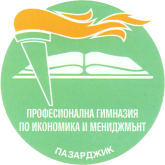 ПРОФЕСИОНАЛНА ГИМНАЗИЯ
ПО ИКОНОМИКА И МЕНИДЖМЪНТ
ПАЗАРДЖИК